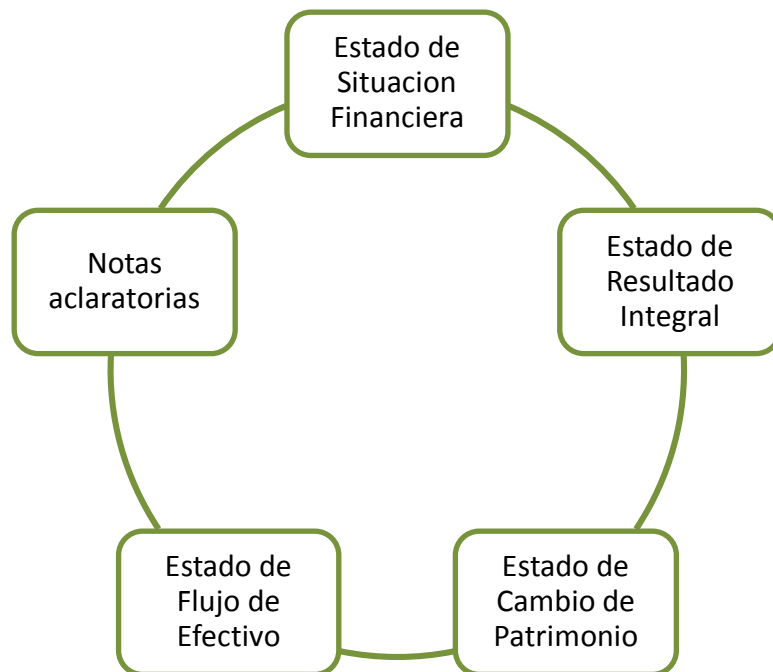 Estado de
Situacion
Financiera
Estado de
Resultado
Integral
Estado de
Cambio de
Patrimonio
Estado de
Flujo de
Efectivo
Notas
aclaratorias